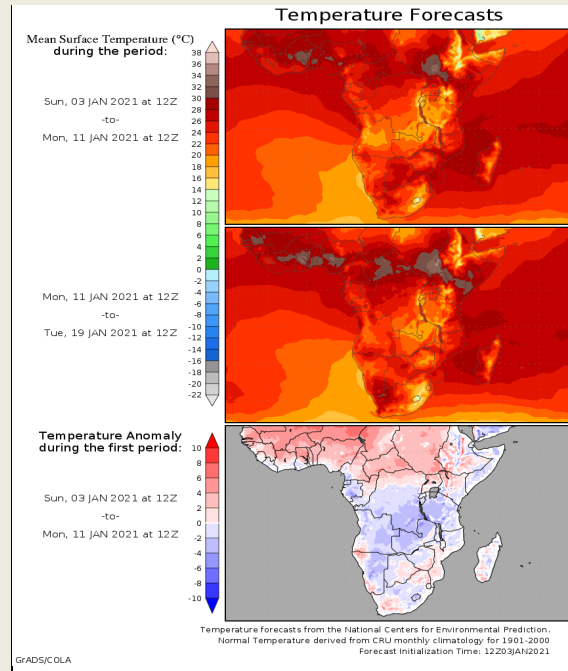 Temperature Forecasts
Mean Surface Temperature (°C)
during the period:
Sun, 03 JAN 2021 at 12Z
-to-
Mon, 11 JAN 2021 at 12Z
38
36
34
32
30
28
26
24
22
20
18
16
14
12
10
8
6
4
2
0
-2
-4
-6
-8
-10
-12
-14
-16
-18
-20
-22
Mon, 11 JAN 2021 at 12Z
-to-
Tue, 19 JAN 2021 at 12Z
Temperature Anomaly
during the first period:
Sun, 03 JAN 2021 at 12Z
-to-
Mon, 11 JAN 2021 at 12Z
10
8
6
4
2
0
-2
-4
-6
-8
-10
Temperature forecasts from the National Centers for Environmental Prediction.
Normal Temperature derived from CRU monthly climatology for 1901-2000
Forecast Initialization Time: 12Z03JAN2021
GrADS/COLA